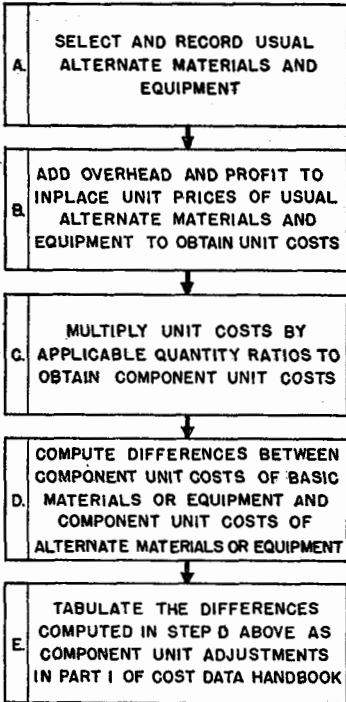 A. SELECT AND RECORD USUAL
ALTERNATE MATERIALS AND
EQUIPMENT
B. ADD OVERHEAD AND PROFIT TO
INPLACE UNIT PRICES OF USUAL
ALTERNATE MATERIALS AND
EQUIPMENT TO OBTAIN UNIT COSTS
C. MULTIPLY UNIT COSTS BY
APPLICABLE QUANTITY RATIOS TO
OBTAIN COMPONENT UNIT COSTS
D. COMPUTE DIFFERENCES BETWEEN
COMPONENT UNIT COSTS OF BASIC
MATERIALS OR EQUIPMENT AND
COMPONENT UNIT COSTS OF
ALTERNATE MATERIALS OR EQUIPMENT
E. TABULATE THE DIFFERENCES
COMPUTED IN STEP D ABOVE AS
COMPONENT UNIT ADJUSTMENTS
IN PART I OF COST DATA HANDBOOK